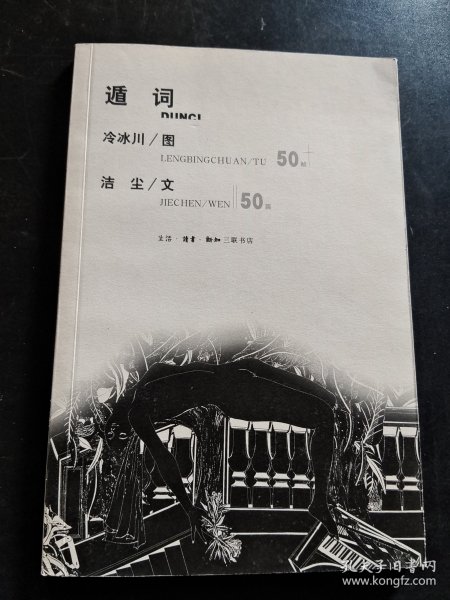 遁 词
DUNCI
冷冰川/图
LENGBINGCHUAN/TU 50幅
洁 尘/文
JIECHEN/WEN 50篇
生活·读书·新知三联书店
孔夫子旧书网
www.kongfz.com